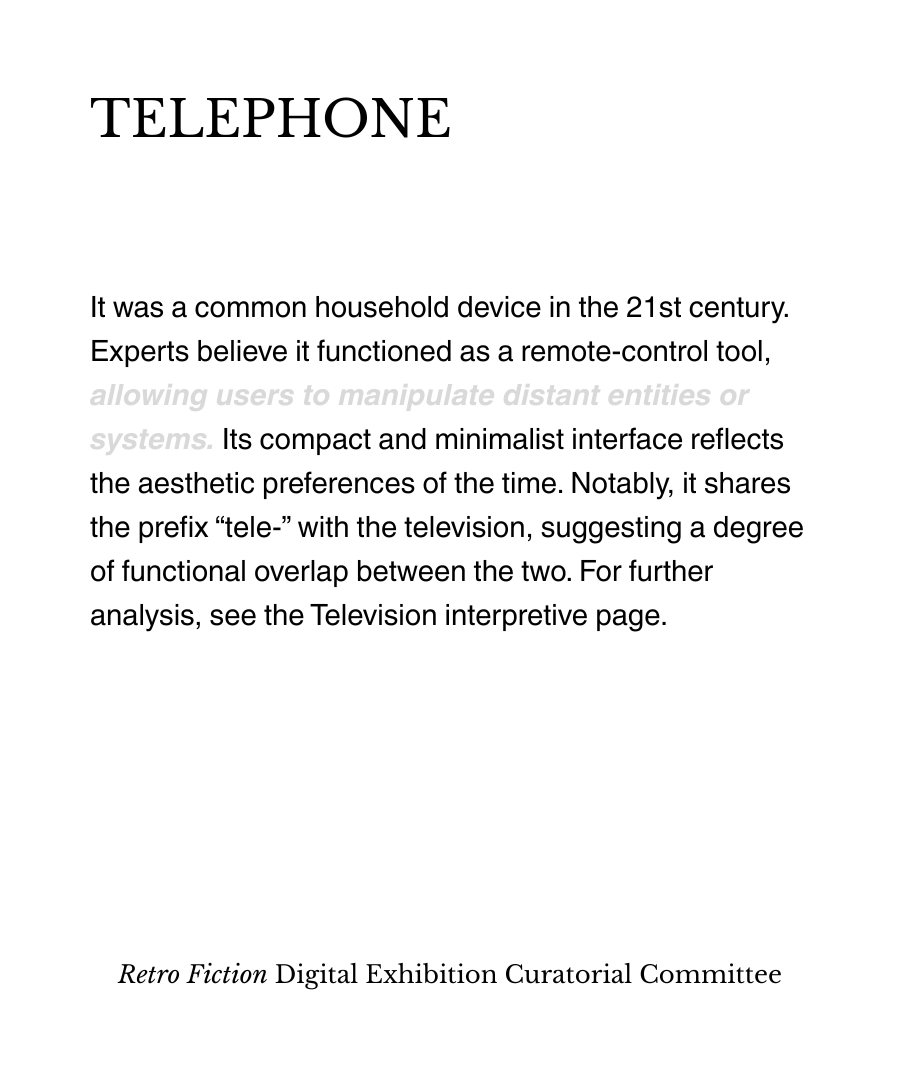 TELEPHONE
It was a common household device in the 21st century.
Experts believe it functioned as a remote-control tool,
allowing users to manipulate distant entities or
systems. Its compact and minimalist interface reflects
the aesthetic preferences of the time. Notably, it shares
the prefix “tele-” with the television, suggesting a degree
of functional overlap between the two. For further
analysis, see the Television interpretive page.
Retro Fiction Digital Exhibition Curatorial Committee